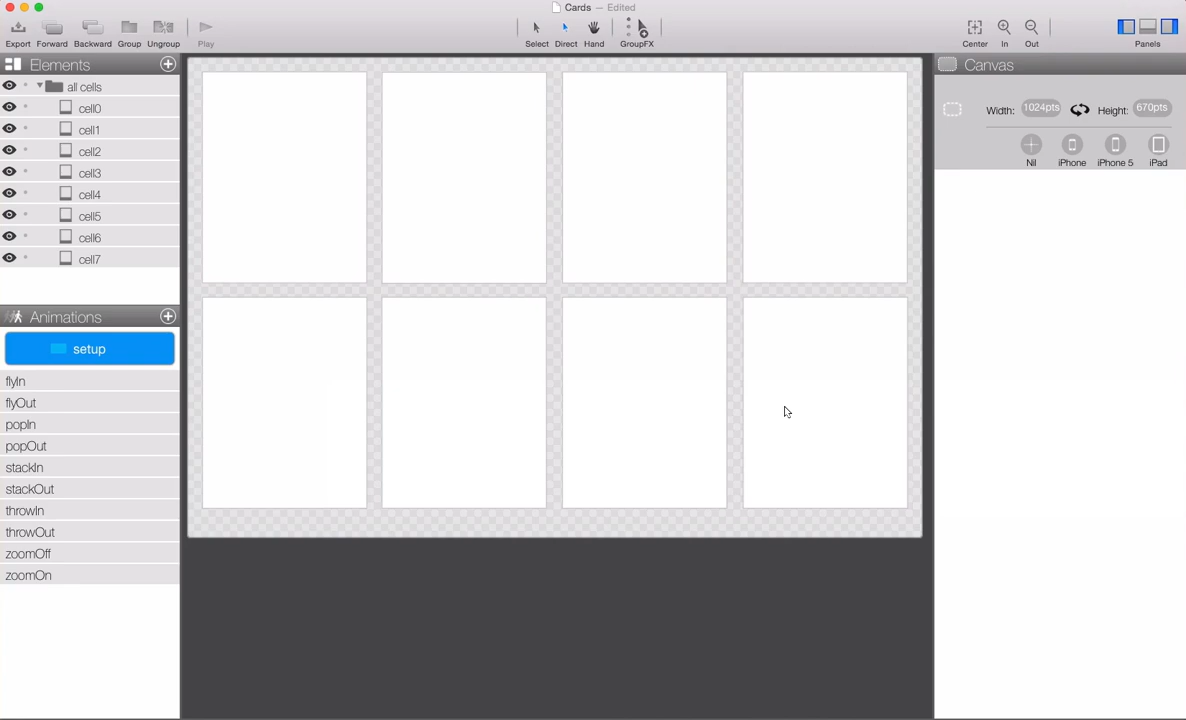 Cards — Edited
Export Forward Backward Group Ungroup Play Select Direct Hand GroupFX Center In Out Panels
Elements
all cells
cell0
cell1
cell2
cell3
cell4
cell5
cell6
cell7
Animations
setup
flyIn
flyOut
popIn
popOut
stackIn
stackOut
throwIn
throwOut
zoomOff
zoomOn
Canvas
Width: 1024pts Height: 670pts
Nil iPhone iPhone 5 iPad